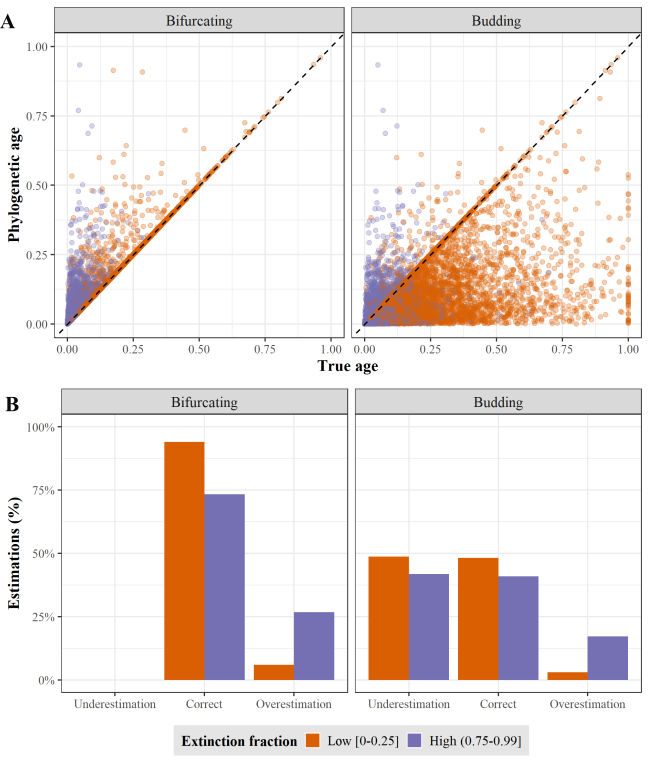 A
Bifurcating Budding
1.00
0.75
0.50
0.25
0.00
Phylogenetic age
0.00 0.25 0.50 0.75 1.00 0.00 0.25 0.50 0.75 1.00
True age
B
Bifurcating Budding
100%
75%
50%
25%
0%
Estimations (%)
Underestimation Correct Overestimation Underestimation Correct Overestimation
Extinction fraction Low [0-0.25] High (0.75-0.99]